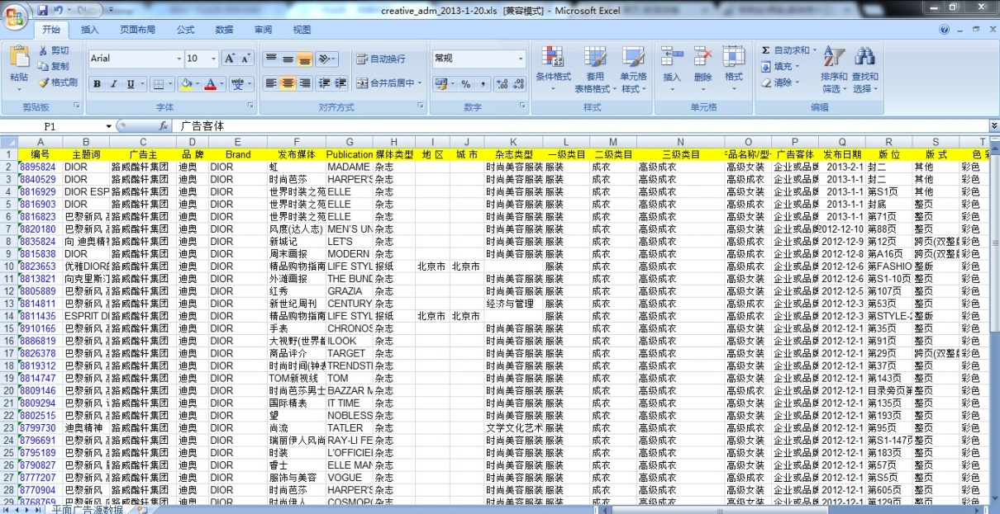 creative_adm_2013-1-20.xls [兼容模式] - Microsoft Excel
开始 插入 页面布局 公式 数据 审阅 视图
剪切
复制
格式刷
粘贴
剪贴板
Arial 10
B I U
字体
自动换行
合并后居中
对齐方式
常规
数字
条件格式 套用表格格式 单元格样式
样式
插入 删除 格式
单元格
Σ 自动求和
填充
清除
排序和筛选 查找和选择
编辑
P1 fx 广告客体
A B C D E F G H I J K L M N O P Q R S T
1 编号 主题词 广告主 品 牌 Brand 发布媒体 Publication 媒体类型 地 区 城 市 杂志类型 一级类目 二级类目 三级类目 产品名称/型 广告客体 发布日期 版 位 版 式 色 彩
2 8895824 DIOR 路威酩轩集团 迪奥 DIOR 虹 MADAME 杂志 时尚美容服装 服装 成衣 高级成衣 高级女装 企业或品牌 2013-2-1 封二 其他 彩色
3 8840529 DIOR 路威酩轩集团 迪奥 DIOR 时尚芭莎 HARPER'S 杂志 时尚美容服装 服装 成衣 高级成衣 高级成衣 企业或品牌 2013-1-1 封二 其他 彩色
4 8816929 DIOR ESP 路威酩轩集团 迪奥 DIOR 世界时装之苑 ELLE 杂志 时尚美容服装 服装 成衣 高级成衣 高级女装 企业或品牌 2013-1-1 第S1页 其他 彩色
5 8816903 DIOR 路威酩轩集团 迪奥 DIOR 世界时装之苑 ELLE 杂志 时尚美容服装 服装 成衣 高级成衣 高级女装 企业或品牌 2013-1-1 封底 整页 彩色
6 8816823 巴黎新风 路威酩轩集团 迪奥 DIOR 世界时装之苑 ELLE 杂志 时尚美容服装 服装 成衣 高级成衣 高级女装 企业或品牌 2013-1-1 第71页 整页 彩色
7 8820180 巴黎新风 路威酩轩集团 迪奥 DIOR 风度(达人志) MEN'S UN 杂志 时尚美容服装 服装 成衣 高级成衣 高级女装 企业或品牌 2012-12-10 第88页 整页 彩色
8 8835824 向 迪奥精神 路威酩轩集团 迪奥 DIOR 新城记 LET'S 杂志 时尚美容服装 服装 成衣 高级成衣 高级成衣 企业或品牌 2012-12-9 第12页 跨页(双整 彩色
9 8815838 DIOR 路威酩轩集团 迪奥 DIOR 周末画报 MODERN 杂志 时尚美容服装 服装 成衣 高级成衣 高级成衣 企业或品牌 2012-12-8 第A16页 跨页(双整 彩色
10 8823653 优雅DIOR 路威酩轩集团 迪奥 DIOR 精品购物指南 LIFE STYL 报纸 北京市 北京市 服装 成衣 高级成衣 高级成衣 企业或品牌 2012-12-6 第FASHIO 整版 彩色
11 8813821 向克里斯汀 路威酩轩集团 迪奥 DIOR 外滩画报 THE BUND 杂志 时尚美容服装 服装 成衣 高级成衣 高级女装 企业或品牌 2012-12-6 第S1-10页 整页 彩色
12 8805889 巴黎新风 路威酩轩集团 迪奥 DIOR 红秀 GRAZIA 杂志 时尚美容服装 服装 成衣 高级成衣 高级女装 企业或品牌 2012-12-5 第107页 整页 彩色
13 8814811 巴黎新风 路威酩轩集团 迪奥 DIOR 新世纪周刊 CENTURY 杂志 经济与管理 服装 成衣 高级成衣 高级成衣 企业或品牌 2012-12-3 第53页 整页 彩色
14 8811435 ESPRIT DI 路威酩轩集团 迪奥 DIOR 精品购物指南 LIFE STYL 报纸 北京市 北京市 服装 成衣 高级成衣 高级成衣 企业或品牌 2012-12-3 第STYLE-2 整版 彩色
15 8910165 巴黎新风 路威酩轩集团 迪奥 DIOR 手表 CHRONOS 杂志 时尚美容服装 服装 成衣 高级成衣 高级女装 企业或品牌 2012-12-1 第35页 整页 彩色
16 8886819 巴黎新风 路威酩轩集团 迪奥 DIOR 大视野(世界都 ILOOK 杂志 时尚美容服装 服装 成衣 高级成衣 高级女装 企业或品牌 2012-12-1 第91页 整页 彩色
17 8826378 巴黎新风 路威酩轩集团 迪奥 DIOR 商品评介 TARGET 杂志 时尚美容服装 服装 成衣 高级成衣 高级女装 企业或品牌 2012-12-1 第29页 跨页(双整 彩色
18 8819312 巴黎新风 路威酩轩集团 迪奥 DIOR 时尚时间(钟表 TRENDSTI 杂志 时尚美容服装 服装 成衣 高级成衣 高级女装 企业或品牌 2012-12-1 第37页 整页 彩色
19 8814747 巴黎新风 路威酩轩集团 迪奥 DIOR TOM新视线 TOM 杂志 时尚美容服装 服装 成衣 高级成衣 高级女装 企业或品牌 2012-12-1 第143页 整页 彩色
20 8809146 巴黎新风 路威酩轩集团 迪奥 DIOR 时尚芭莎男士 BAZZAR M 杂志 时尚美容服装 服装 成衣 高级成衣 高级成衣 企业或品牌 2012-12-1 目录旁页第 整页 彩色
21 8809294 巴黎新风 路威酩轩集团 迪奥 DIOR 国际精表 IT TIME 杂志 时尚美容服装 服装 成衣 高级成衣 高级女装 企业或品牌 2012-12-1 第135页 整页 彩色
22 8802515 巴黎新风 路威酩轩集团 迪奥 DIOR 望 NOBLESS 杂志 时尚美容服装 服装 成衣 高级成衣 高级女装 企业或品牌 2012-12-1 第193页 整页 彩色
23 8799730 迪奥精神 路威酩轩集团 迪奥 DIOR 尚流 TATLER 杂志 文学文化艺术 服装 成衣 高级成衣 高级成衣 企业或品牌 2012-12-1 第95页 整页 彩色
24 8796691 巴黎新风 路威酩轩集团 迪奥 DIOR 瑞丽伊人风尚 RAY-LI FE 杂志 时尚美容服装 服装 成衣 高级成衣 高级女装 企业或品牌 2012-12-1 第S1-147页 整页 彩色
25 8795189 巴黎新风 路威酩轩集团 迪奥 DIOR 时装 L'OFFICIEL 杂志 时尚美容服装 服装 成衣 高级成衣 高级女装 企业或品牌 2012-12-1 第183页 整页 彩色
26 8790827 巴黎新风 路威酩轩集团 迪奥 DIOR 睿士 ELLE MAN 杂志 时尚美容服装 服装 成衣 高级成衣 高级女装 企业或品牌 2012-12-1 第57页 整页 彩色
27 8777207 巴黎新风 路威酩轩集团 迪奥 DIOR 服饰与美容 VOGUE 杂志 时尚美容服装 服装 成衣 高级成衣 高级成衣 企业或品牌 2012-12-1 第S5页 整页 彩色
28 8770904 巴黎新风 路威酩轩集团 迪奥 DIOR 时尚芭莎 HARPER'S 杂志 时尚美容服装 服装 成衣 高级成衣 高级女装 企业或品牌 2012-12-1 第605页 整页 彩色
29 8768769 巴黎新风 路威酩轩集团 迪奥 DIOR 时尚伊人 COSMOPO 杂志 时尚美容服装 服装 成衣 高级成衣 高级女装 企业或品牌 2012-12-1 第129页 整页 彩色
平面广告源数据